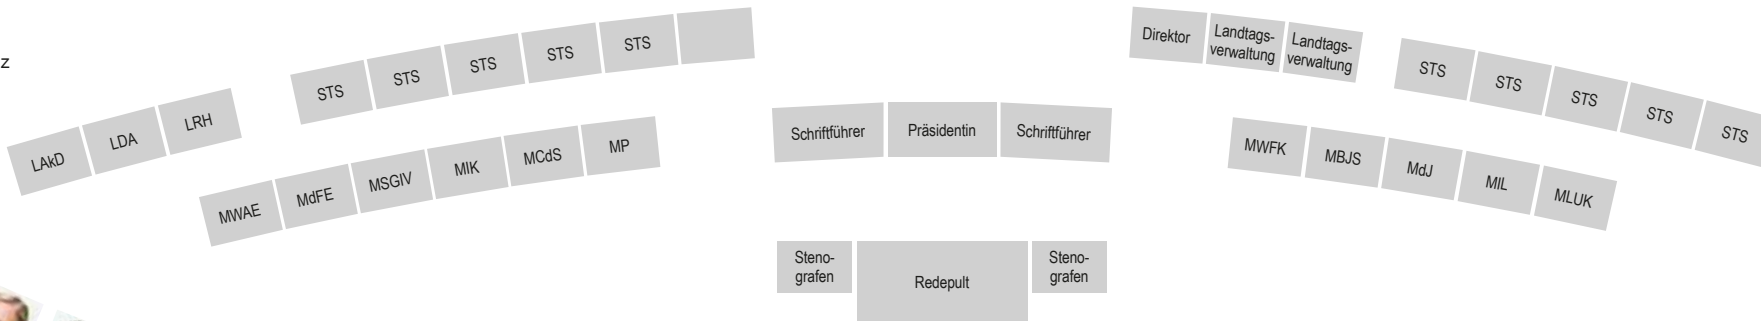 z
LAkD
LDA
LRH
STS
STS
STS
STS
STS
MWAE
MdFE
MSGIV
MIK
MCdS
MP
Schriftführer
Präsidentin
Schriftführer
Steno-
grafen
Redepult
Steno-
grafen
Direktor
Landtags-
verwaltung
Landtags-
verwaltung
STS
STS
STS
STS
STS
MWFK
MBJS
MdJ
MIL
MLUK